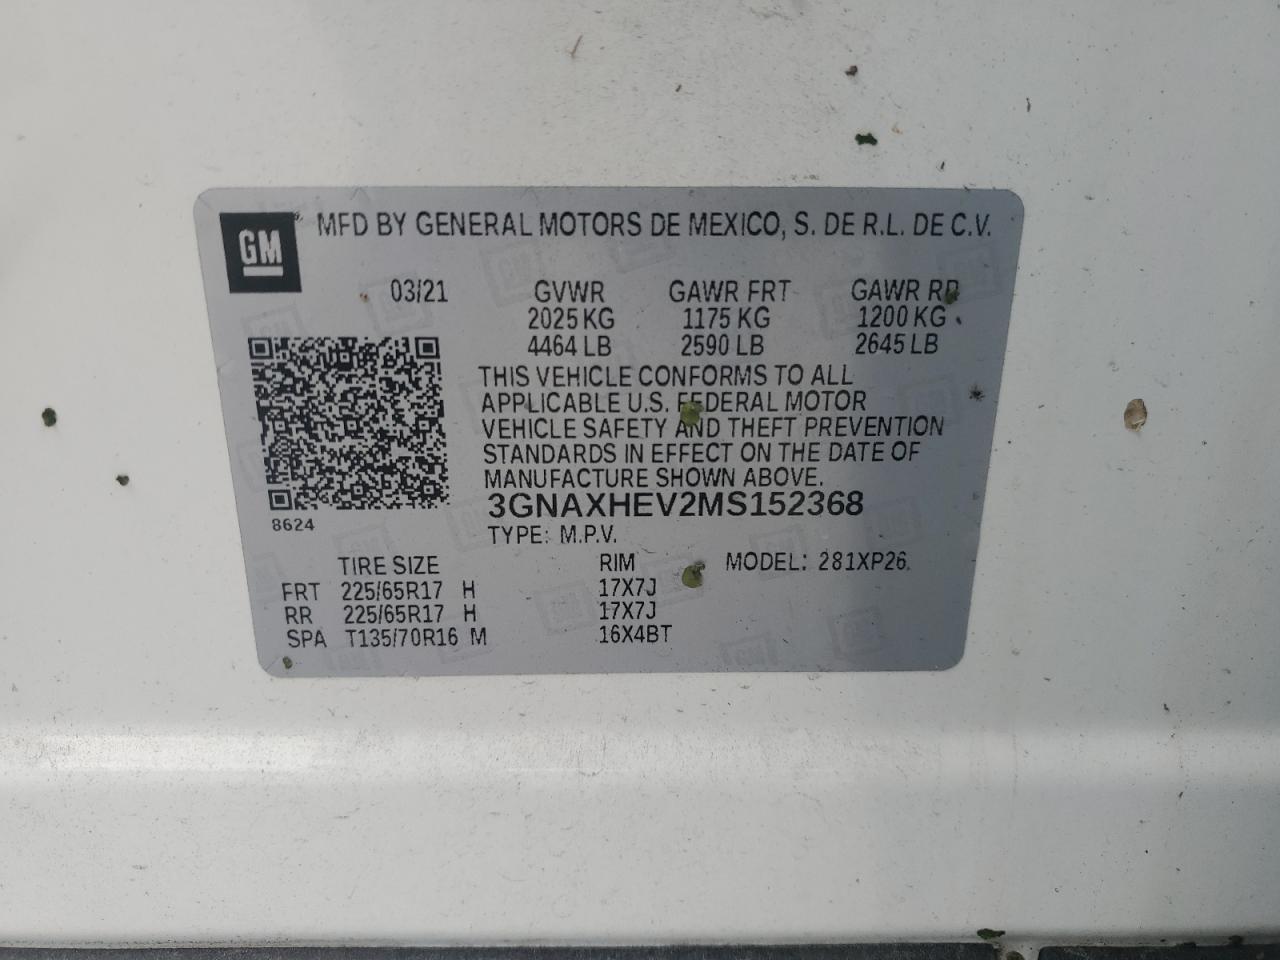 GM
MFD BY GENERAL MOTORS DE MEXICO, S. DE R.L. DE C.V.
03/21 GVWR GAWR FRT GAWR RR
2025 KG 1175 KG 1200 KG
4464 LB 2590 LB 2645 LB
THIS VEHICLE CONFORMS TO ALL
APPLICABLE U.S. FEDERAL MOTOR
VEHICLE SAFETY AND THEFT PREVENTION
STANDARDS IN EFFECT ON THE DATE OF
MANUFACTURE SHOWN ABOVE.
3GNAXHEV2MS152368
8624
TYPE: M.P.V.
TIRE SIZE RIM MODEL: 281XP26
FRT 225/65R17 H 17X7J
RR 225/65R17 H 17X7J
SPA T135/70R16 M 16X4BT